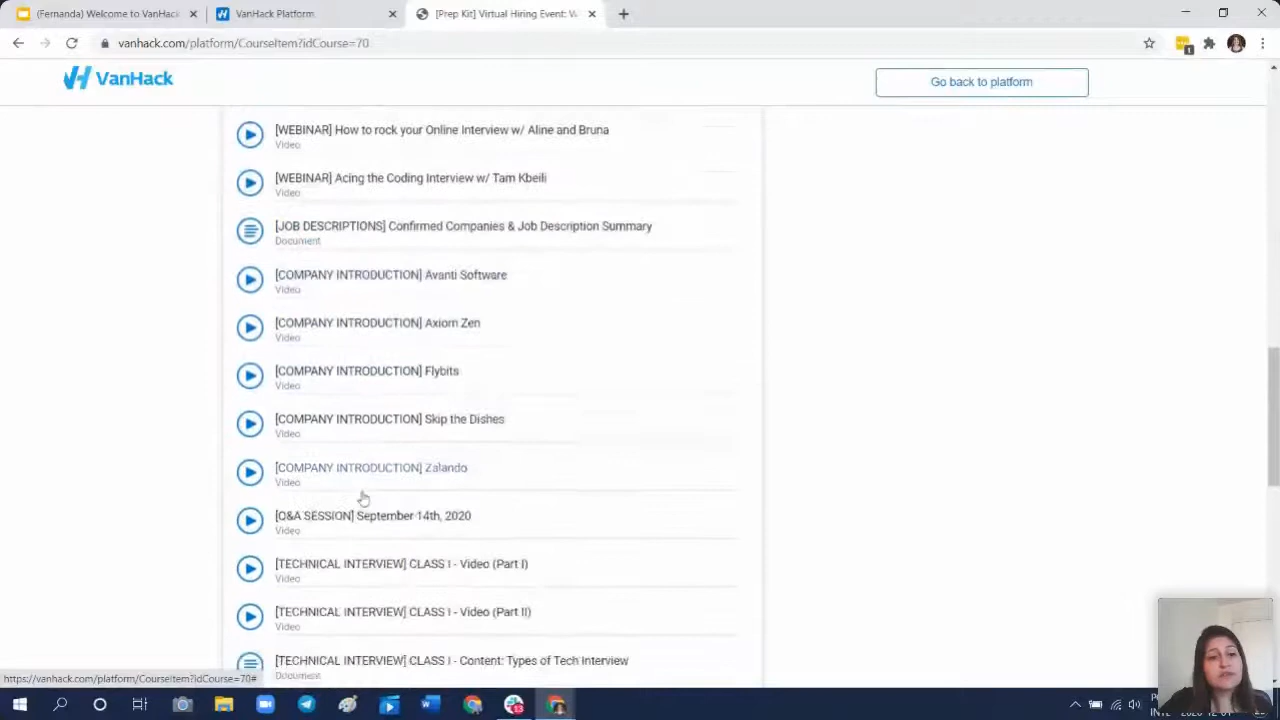 (Fernanda) Welcome to VanHack
VanHack Platform
[Prep Kit] Virtual Hiring Event: W
vanhack.com/platform/CourseItem?idCourse=70
VanHack
Go back to platform
[WEBINAR] How to rock your Online Interview w/ Aline and Bruna
Video
[WEBINAR] Acing the Coding Interview w/ Tam Kbeili
Video
[JOB DESCRIPTIONS] Confirmed Companies & Job Description Summary
Document
[COMPANY INTRODUCTION] Avanti Software
Video
[COMPANY INTRODUCTION] Axiom Zen
Video
[COMPANY INTRODUCTION] Flybits
Video
[COMPANY INTRODUCTION] Skip the Dishes
Video
[COMPANY INTRODUCTION] Zalando
Video
[Q&A SESSION] September 14th, 2020
Video
[TECHNICAL INTERVIEW] CLASS I - Video (Part I)
Video
[TECHNICAL INTERVIEW] CLASS I - Video (Part II)
Video
[TECHNICAL INTERVIEW] CLASS I - Content: Types of Tech Interview
Document
https://vanhack.com/platform/CourseItem?idCourse=70#